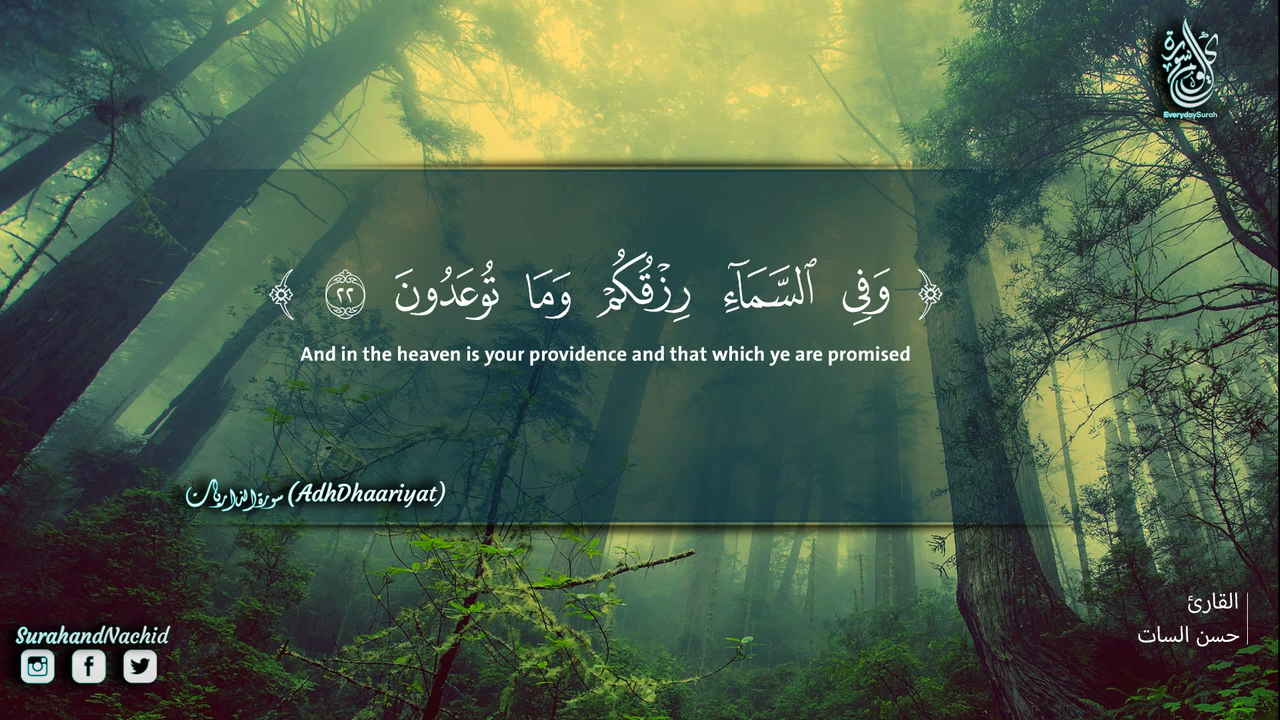 EverydaySurah
﴿ وَفِي ٱلسَّمَآءِ رِزۡقُكُمۡ وَمَا تُوعَدُونَ ٢٢ ﴾
And in the heaven is your providence and that which ye are promised
سورة الذاريات (AdhDhaariyat)
القارئ
حسن السات
SurahandNachid